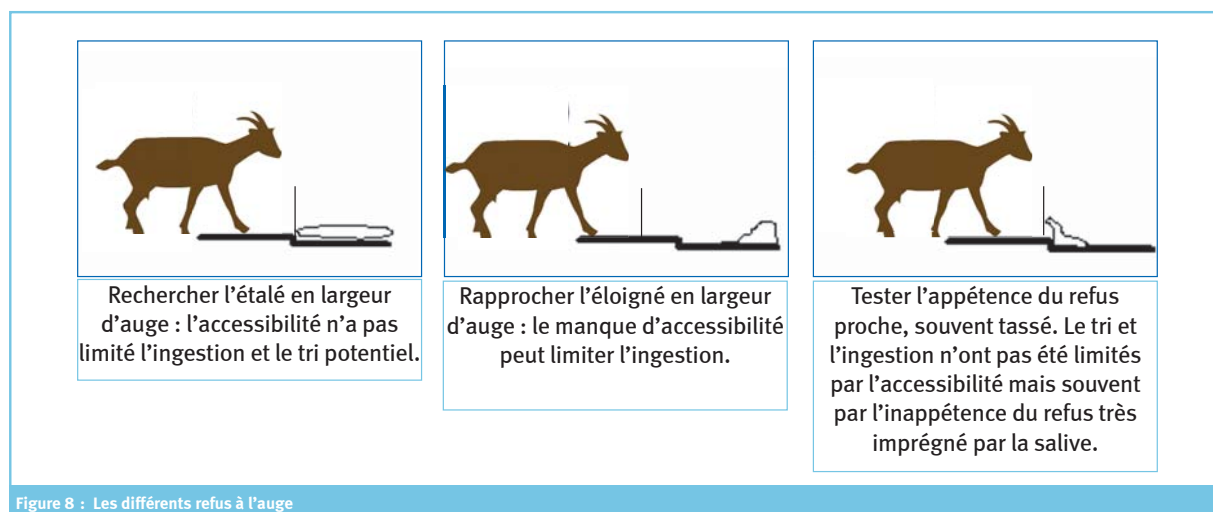 Rechercher l’étalé en largeur
d’auge : l’accessibilité n’a pas
limité l’ingestion et le tri potentiel.
Rapprocher l’éloigné en largeur
d’auge : le manque d’accessibilité
peut limiter l’ingestion.
Tester l’appétence du refus
proche, souvent tassé. Le tri et
l’ingestion n’ont pas été limités
par l’accessibilité mais souvent
par l’inappétence du refus très
imprégné par la salive.
Figure 8 : Les différents refus à l’auge